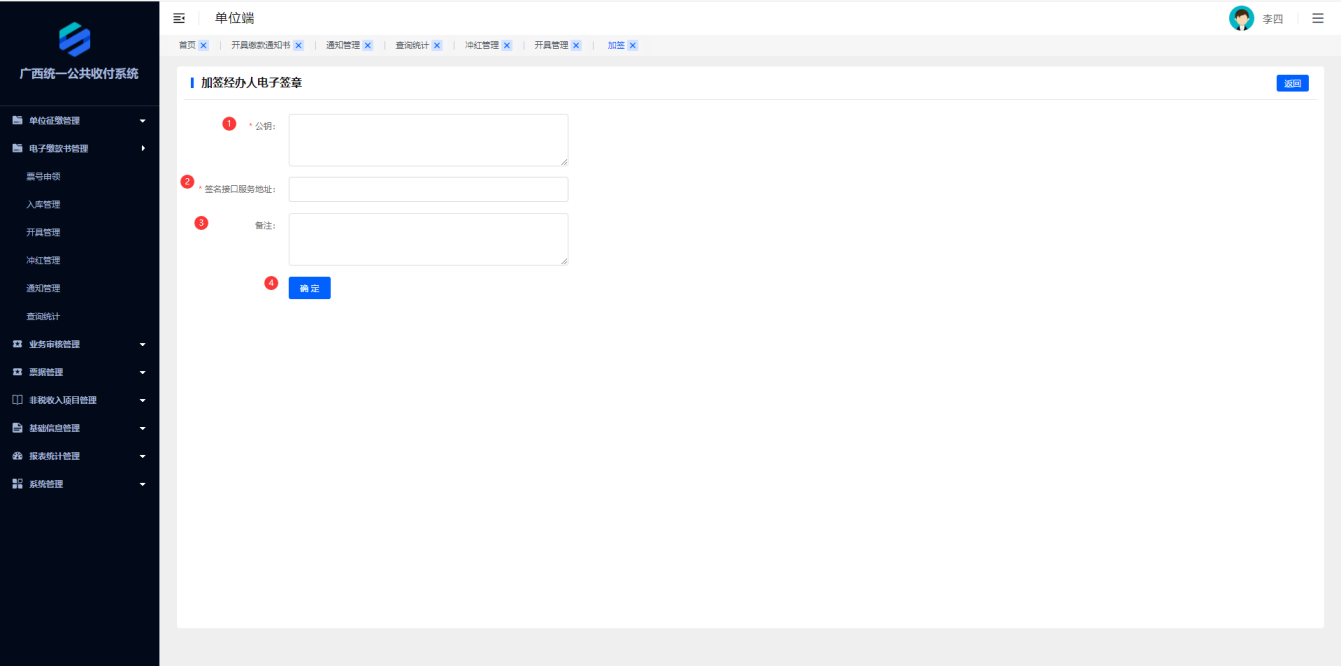 广西统一公共收付系统
单位征缴管理
电子缴款书管理
票号申领
入库管理
开具管理
冲红管理
通知管理
查询统计
业务审核管理
票据管理
非税收入项目管理
基础信息管理
报表统计管理
系统管理
单位端
李四
首页 开具缴款通知书 通知管理 查询统计 冲红管理 开具管理 加签
加签经办人电子签章
返回
1 * 公钥:
2 * 签名接口服务地址:
3 备注:
4 确 定